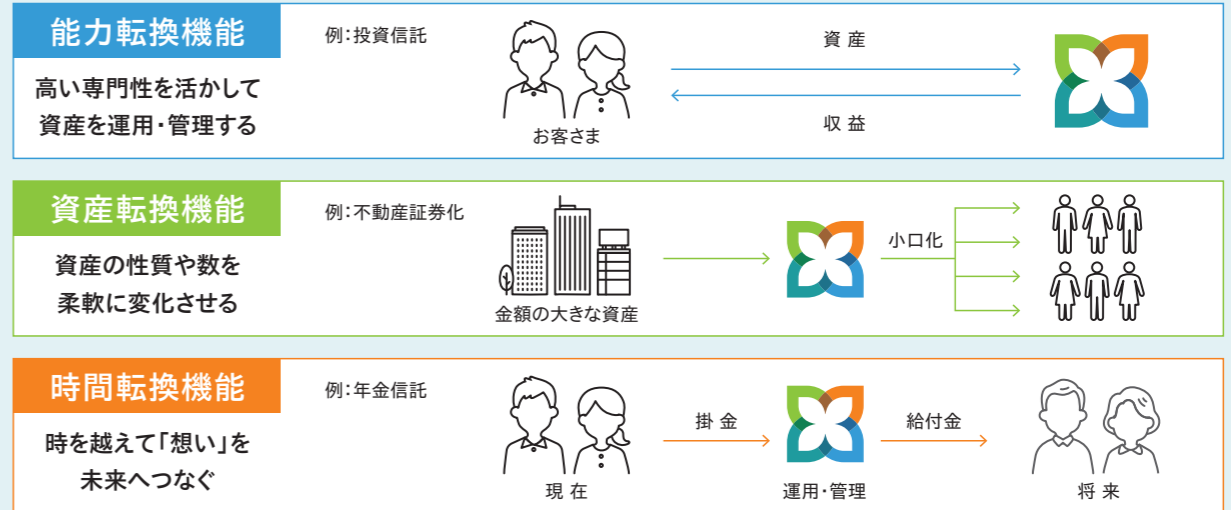 能力転換機能
高い専門性を活かして
資産を運用・管理する
例：投資信託
お客さま
資産
収益
資産転換機能
資産の性質や数を
柔軟に変化させる
例：不動産証券化
金額の大きな資産
小口化
時間転換機能
時を越えて「想い」を
未来へつなぐ
例：年金信託
現在
掛金
運用・管理
給付金
将来